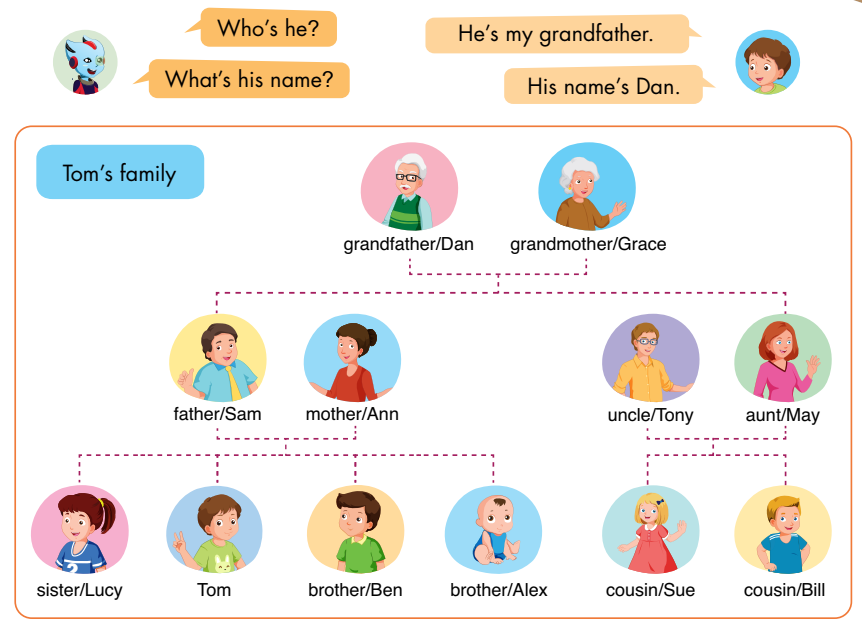 Who's he?
He's my grandfather.
What's his name?
His name's Dan.
Tom's family
grandfather/Dan
grandmother/Grace
father/Sam
mother/Ann
uncle/Tony
aunt/May
sister/Lucy
Tom
brother/Ben
brother/Alex
cousin/Sue
cousin/Bill